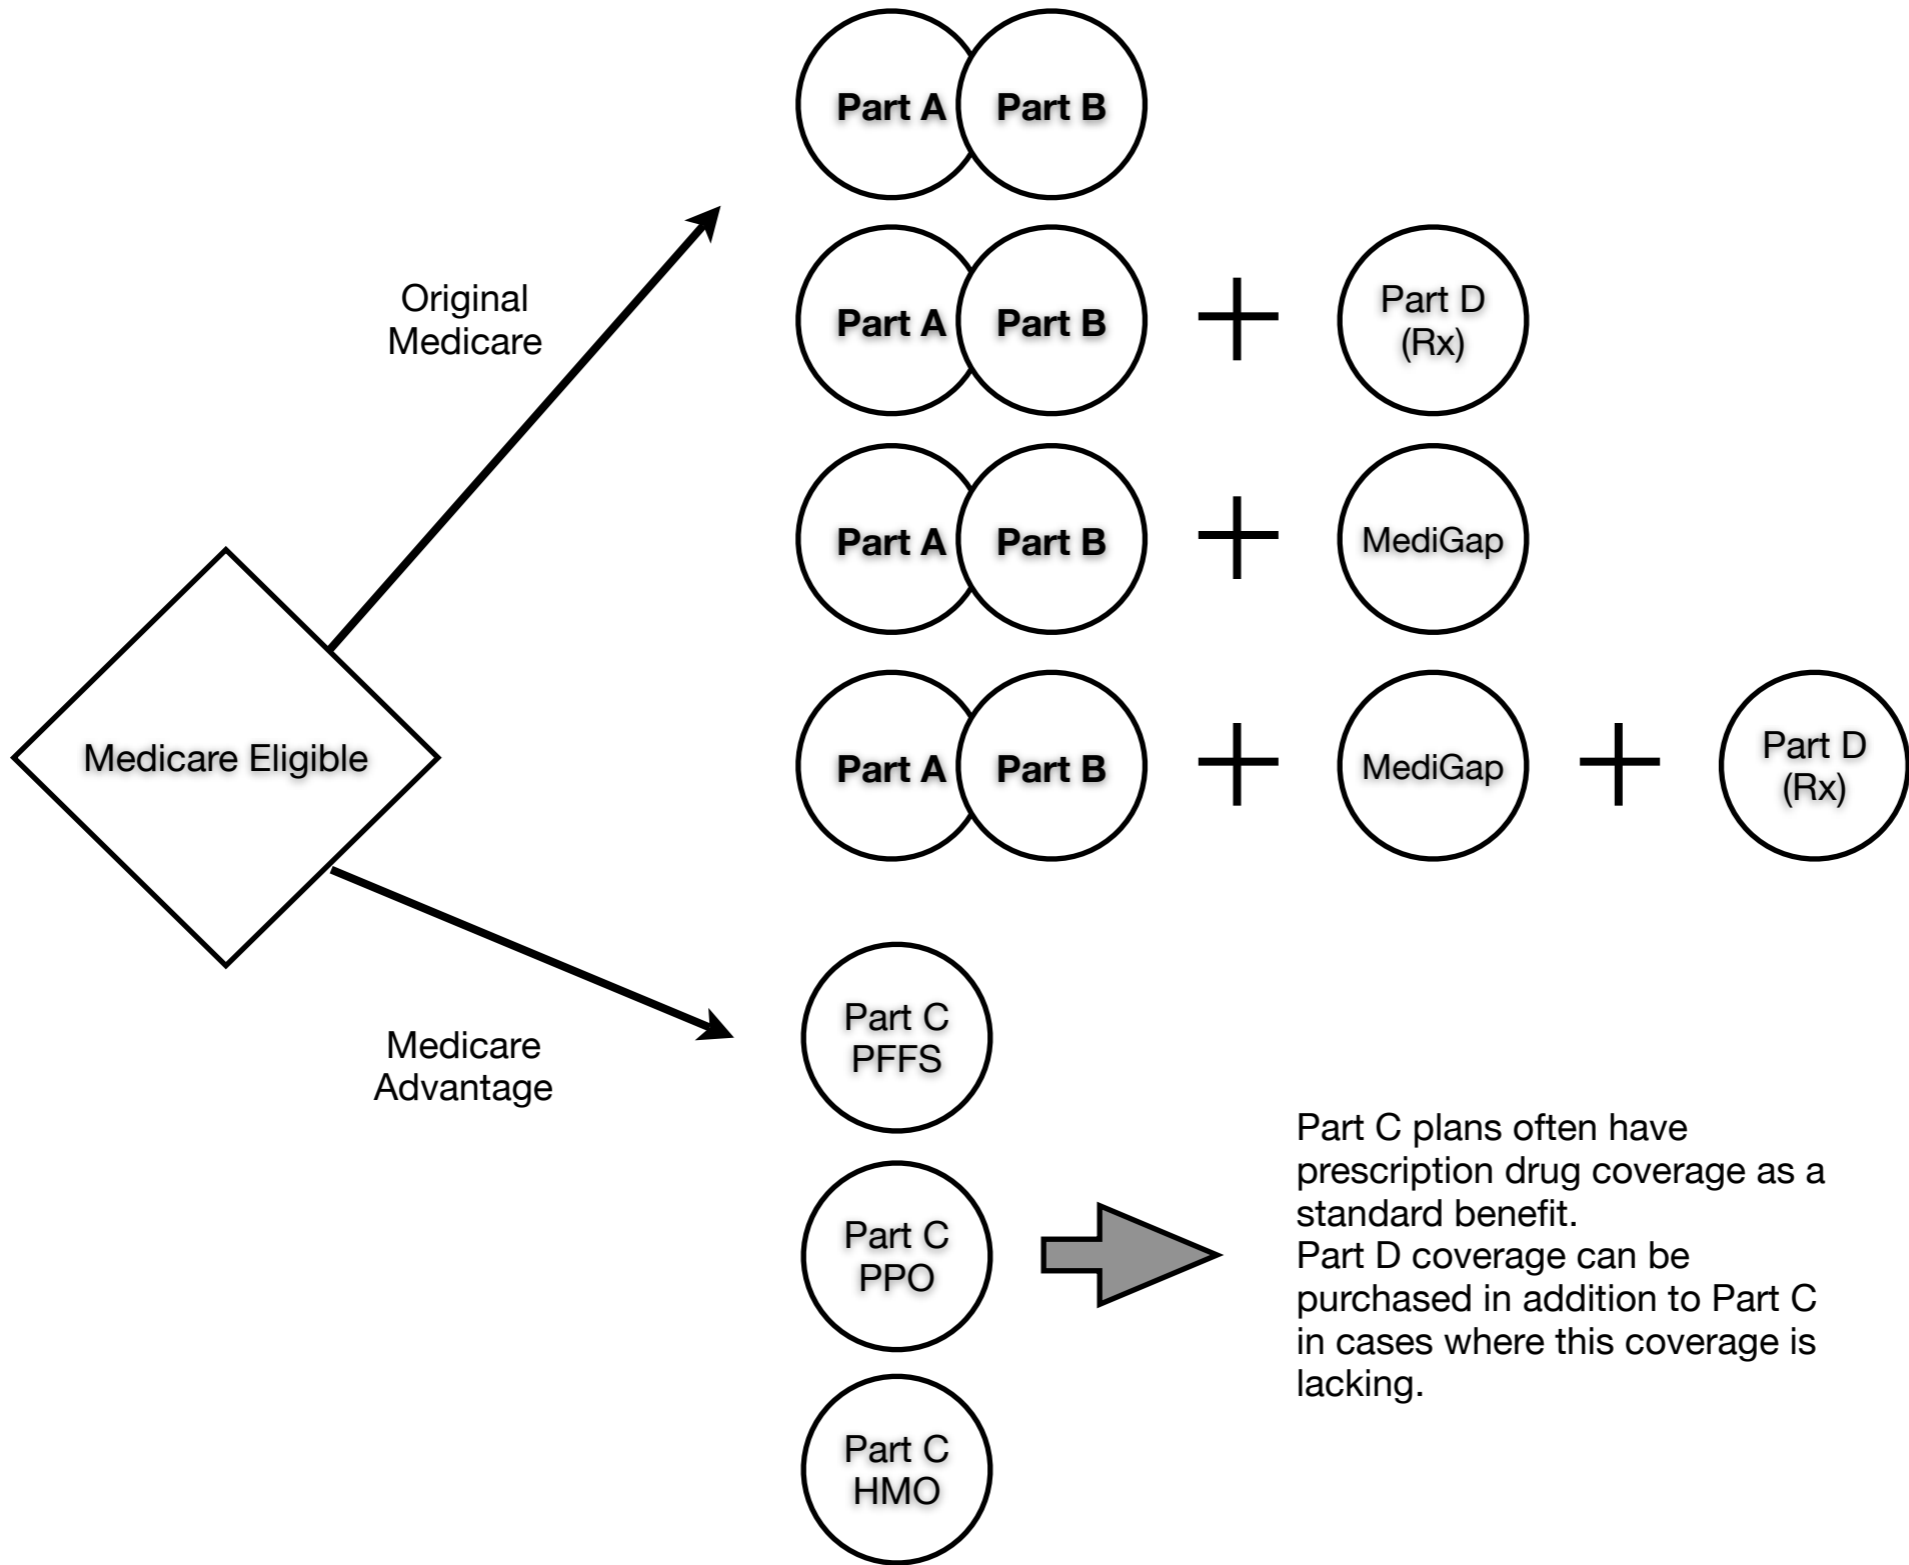 Part A Part B
Original
Medicare
Part A Part B + Part D
(Rx)
Part A Part B + MediGap
Medicare Eligible
Part A Part B + MediGap + Part D
(Rx)
Medicare
Advantage
Part C
PFFS
Part C
PPO
Part C
HMO
Part C plans often have
prescription drug coverage as a
standard benefit.
Part D coverage can be
purchased in addition to Part C
in cases where this coverage is
lacking.